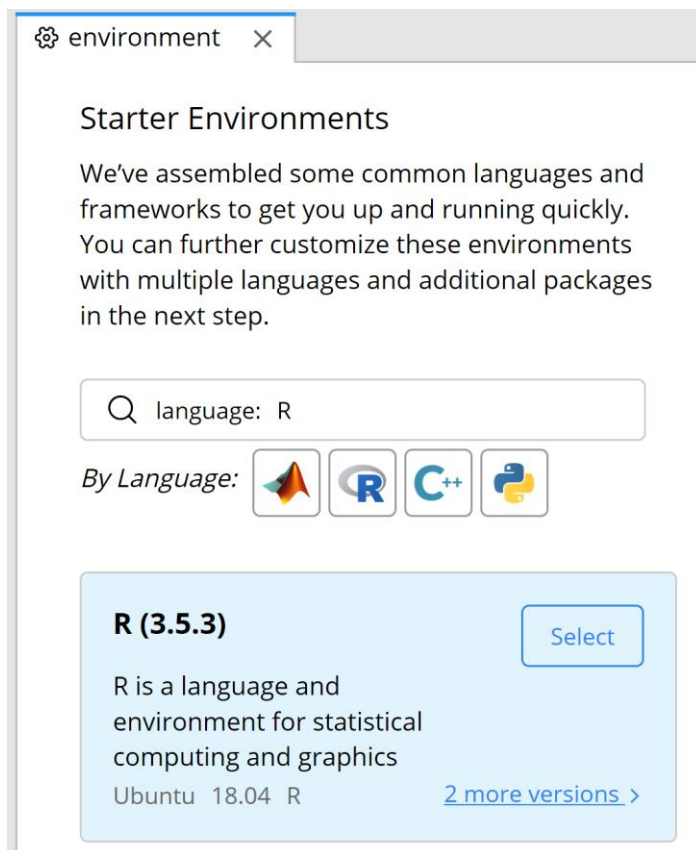 environment
Starter Environments
We’ve assembled some common languages and
frameworks to get you up and running quickly.
You can further customize these environments
with multiple languages and additional packages
in the next step.
language: R
By Language: R C++
R (3.5.3)
Select
R is a language and
environment for statistical
computing and graphics
Ubuntu 18.04 R
2 more versions >